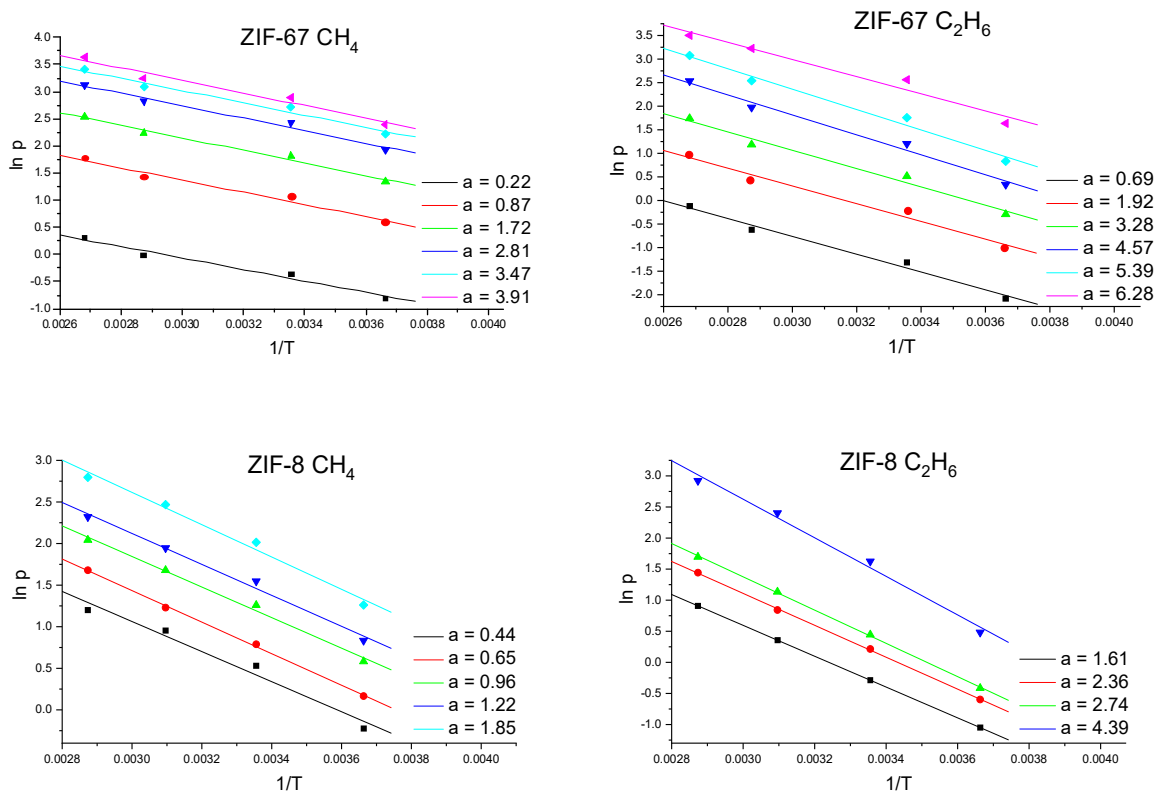 ZIF-67 CH4
4.0
3.5
3.0
2.5
2.0
1.5
1.0
0.5
0.0
-0.5
-1.0
ln p
a = 0.22
a = 0.87
a = 1.72
a = 2.81
a = 3.47
a = 3.91
0.0026 0.0028 0.0030 0.0032 0.0034 0.0036 0.0038 0.0040
1/T
ZIF-67 C2H6
3.5
3.0
2.5
2.0
1.5
1.0
0.5
0.0
-0.5
-1.0
-1.5
-2.0
ln p
a = 0.69
a = 1.92
a = 3.28
a = 4.57
a = 5.39
a = 6.28
0.0026 0.0028 0.0030 0.0032 0.0034 0.0036 0.0038 0.0040
1/T
ZIF-8 CH4
3.0
2.5
2.0
1.5
1.0
0.5
0.0
ln p
a = 0.44
a = 0.65
a = 0.96
a = 1.22
a = 1.85
0.0028 0.0030 0.0032 0.0034 0.0036 0.0038 0.0040
1/T
ZIF-8 C2H6
3.0
2.5
2.0
1.5
1.0
0.5
0.0
-0.5
-1.0
ln p
a = 1.61
a = 2.36
a = 2.74
a = 4.39
0.0028 0.0030 0.0032 0.0034 0.0036 0.0038 0.0040
1/T